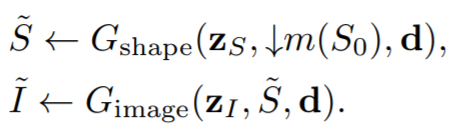 S̃ ← G_shape(z_S, ↓m(S_0), d),
Ĩ ← G_image(z_I, S̃, d).